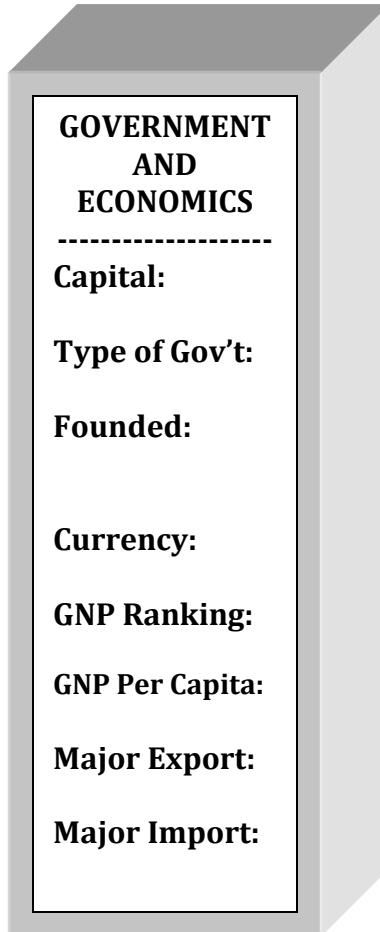 GOVERNMENT
AND
ECONOMICS
--------------------
Capital:
Type of Gov’t:
Founded:
Currency:
GNP Ranking:
GNP Per Capita:
Major Export:
Major Import: